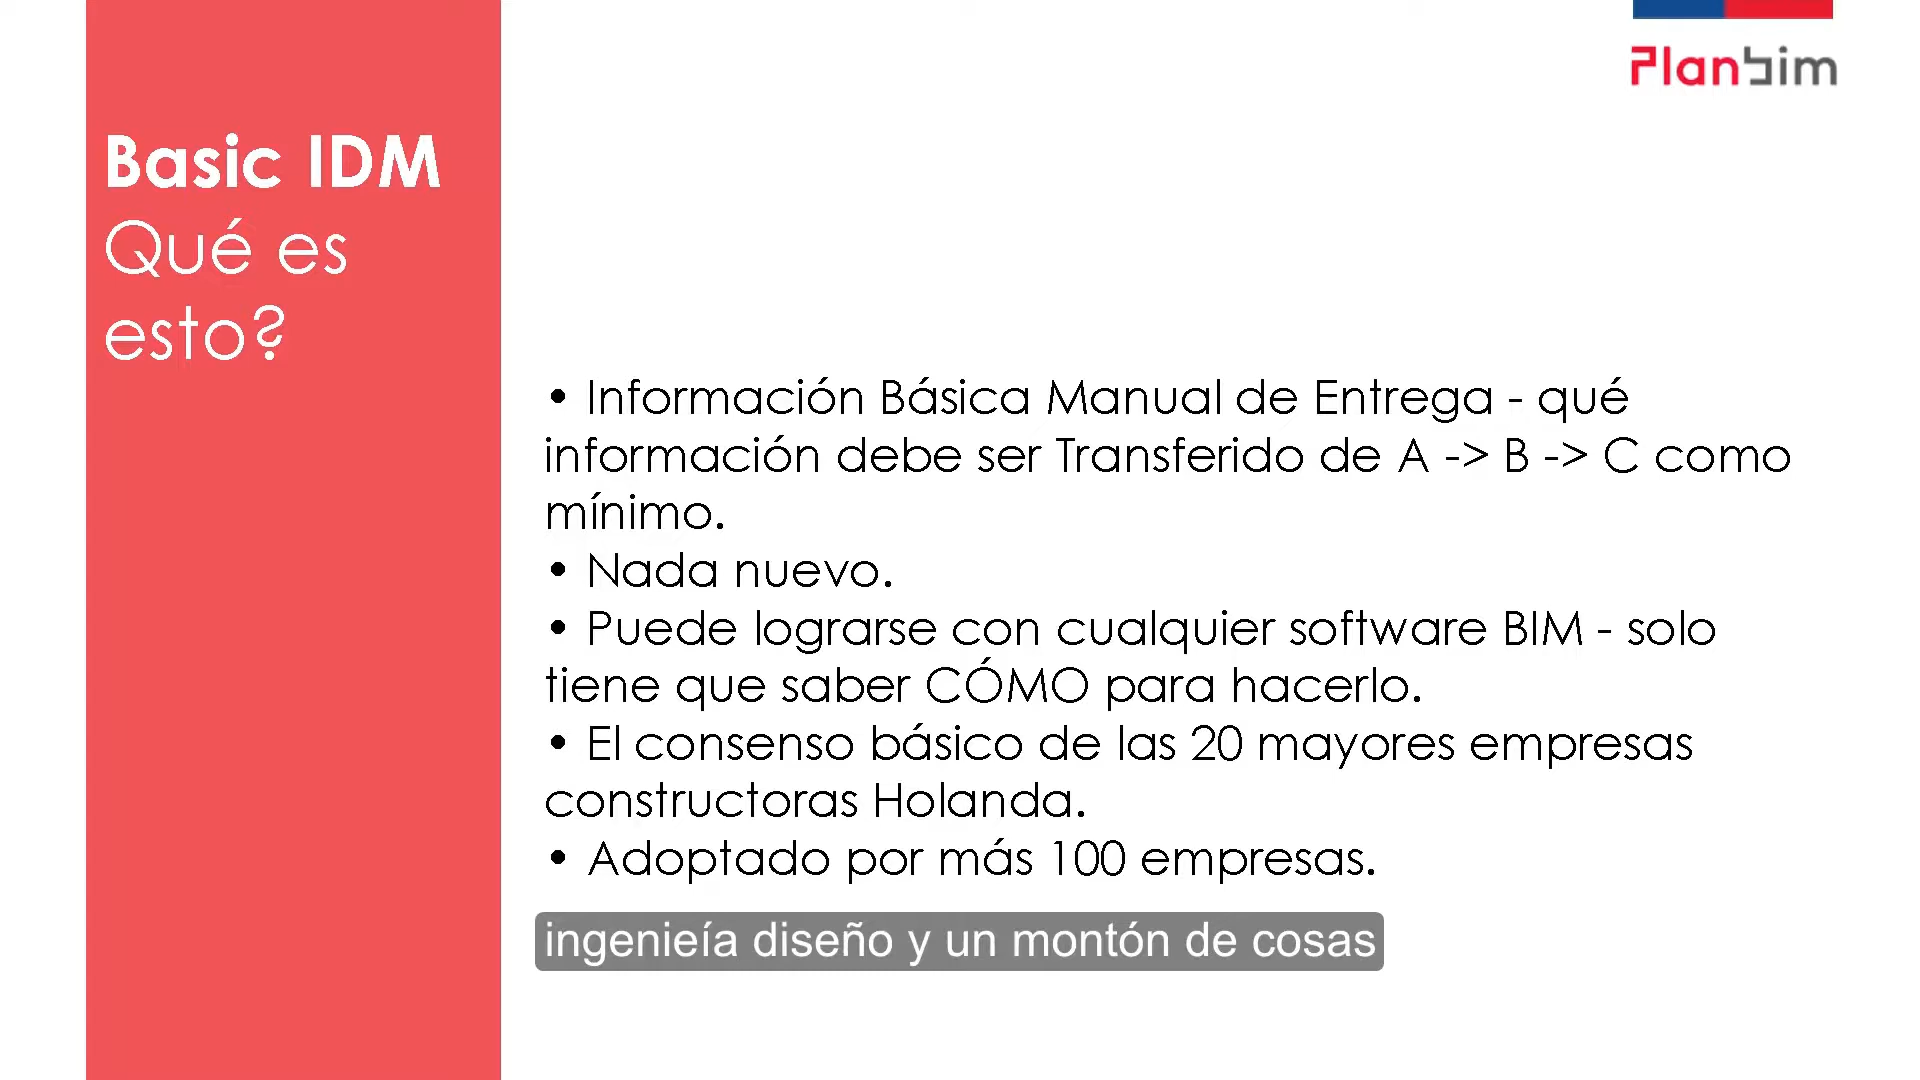 Planbim
Basic IDM
Qué es
esto?
• Información Básica Manual de Entrega - qué
información debe ser Transferido de A -> B -> C como
mínimo.
• Nada nuevo.
• Puede lograrse con cualquier software BIM - solo
tiene que saber CÓMO para hacerlo.
• El consenso básico de las 20 mayores empresas
constructoras Holanda.
• Adoptado por más 100 empresas.
ingenieía diseño y un montón de cosas